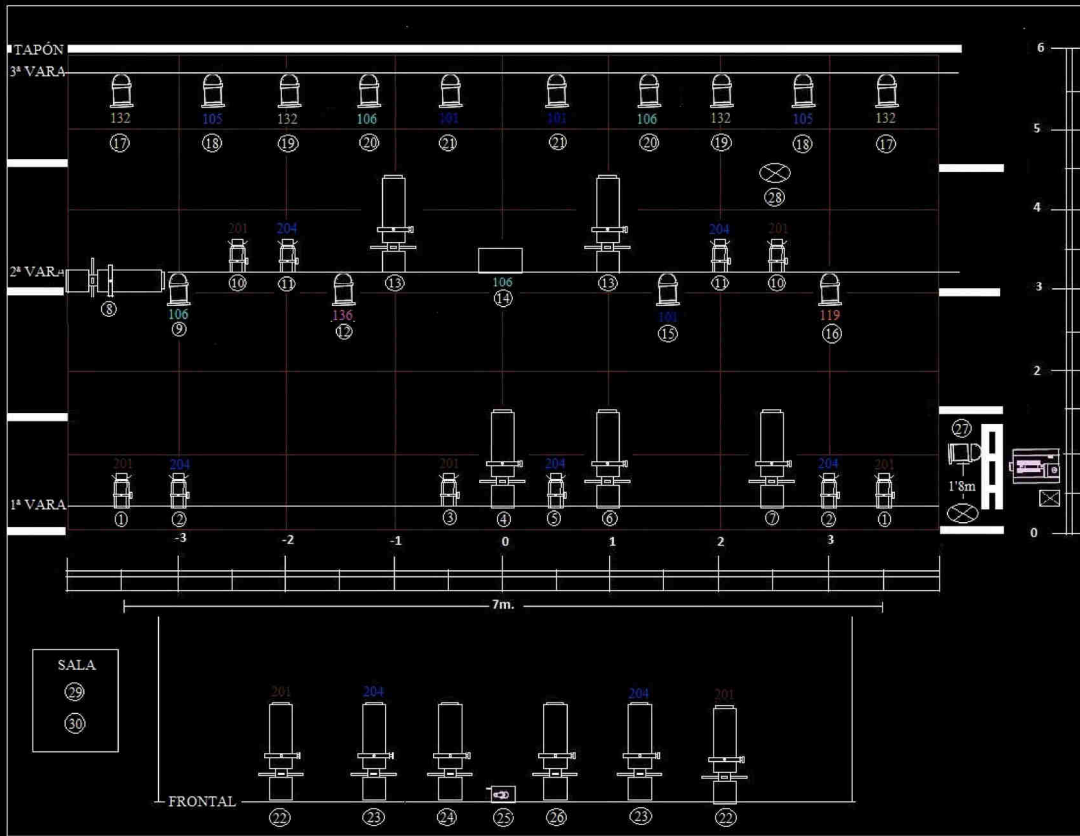 TAPÓN
6
3ª VARA
132 105 132 106 101 101 106 132 105 132
17 18 19 20 21 21 20 19 18 17
5
28
4
201 204 204 201
2ª VARA
10 11 13 13 11 10
8
106 106
9 14
136 101 119
12 15 16
3
2
27
201 204 201 204 204 201
1'8m
1ª VARA
1 2 3 4 5 6 7 2 1
0
-3 -2 -1 0 1 2 3
7m.
SALA
29
30
201 204 204 201
FRONTAL
22 23 24 25 26 23 22